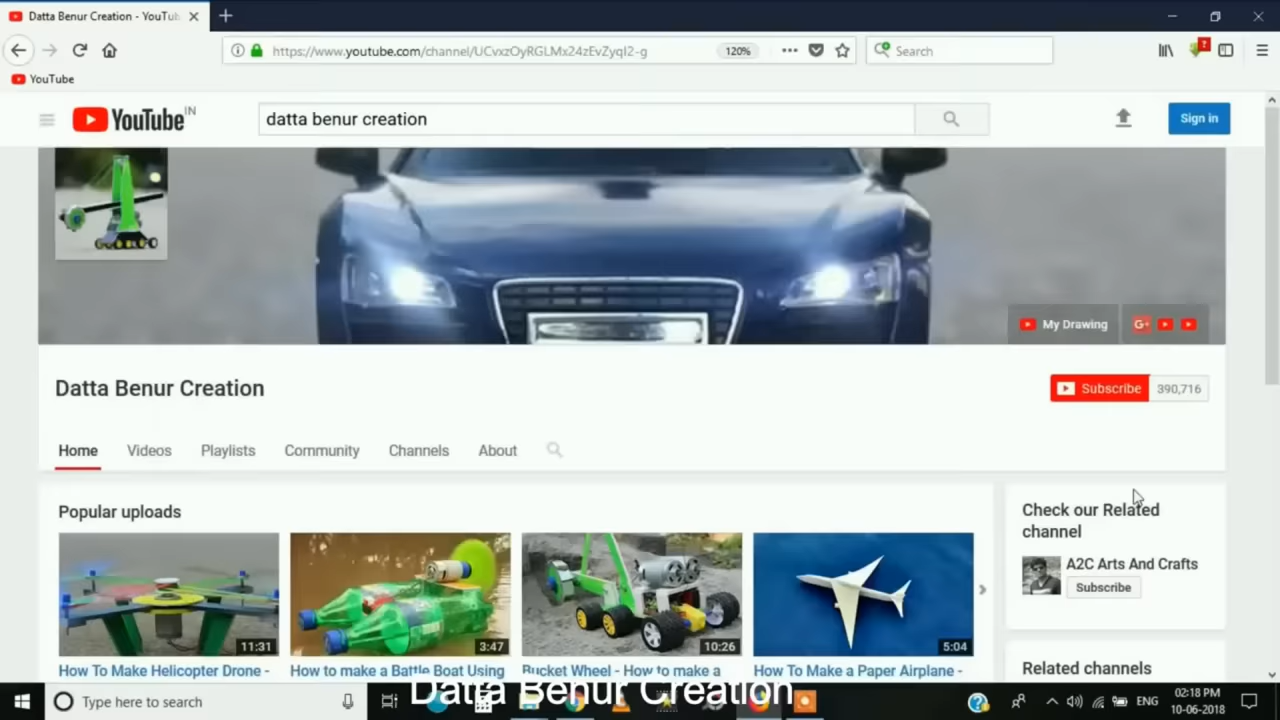 Datta Benur Creation - YouTub
https://www.youtube.com/channel/UCvxzOyRGLMx24zEvZyqI2-g
120%
Search
YouTube
YouTube IN
datta benur creation
Sign in
My Drawing
G+
Datta Benur Creation
Subscribe 390,716
Home Videos Playlists Community Channels About
Popular uploads
11:31
3:47
10:26
5:04
How To Make Helicopter Drone -
How to make a Battle Boat Using
Bucket Wheel - How to make a
How To Make a Paper Airplane -
Check our Related
channel
A2C Arts And Crafts
Subscribe
Related channels
Type here to search
Datta Benur Creation
ENG
02:18 PM
10-06-2018